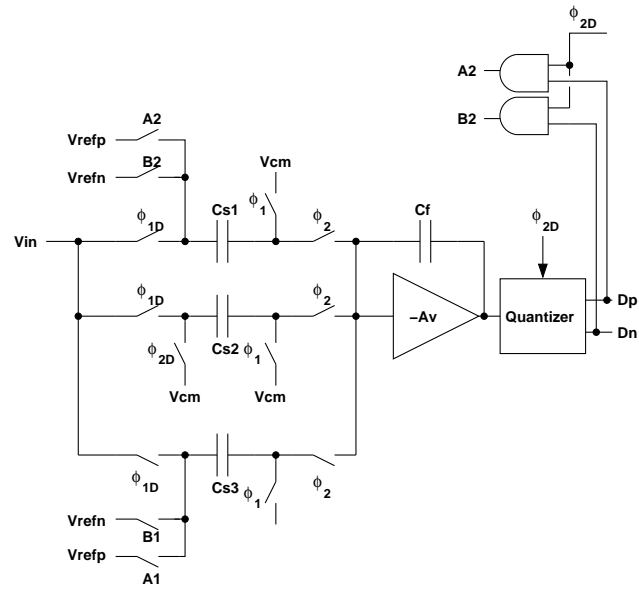 ϕ2D
A2
B2
A2
Vrefp
B2
Vrefn
Vcm
ϕ1
ϕ1D
Cs1
ϕ2
Cf
ϕ2D
Vin
ϕ1D
ϕ2
−Av
Quantizer
Dp
Dn
ϕ2D
Cs2
ϕ1
Vcm
Vcm
ϕ1D
Cs3
ϕ1
ϕ2
Vrefn
B1
Vrefp
A1